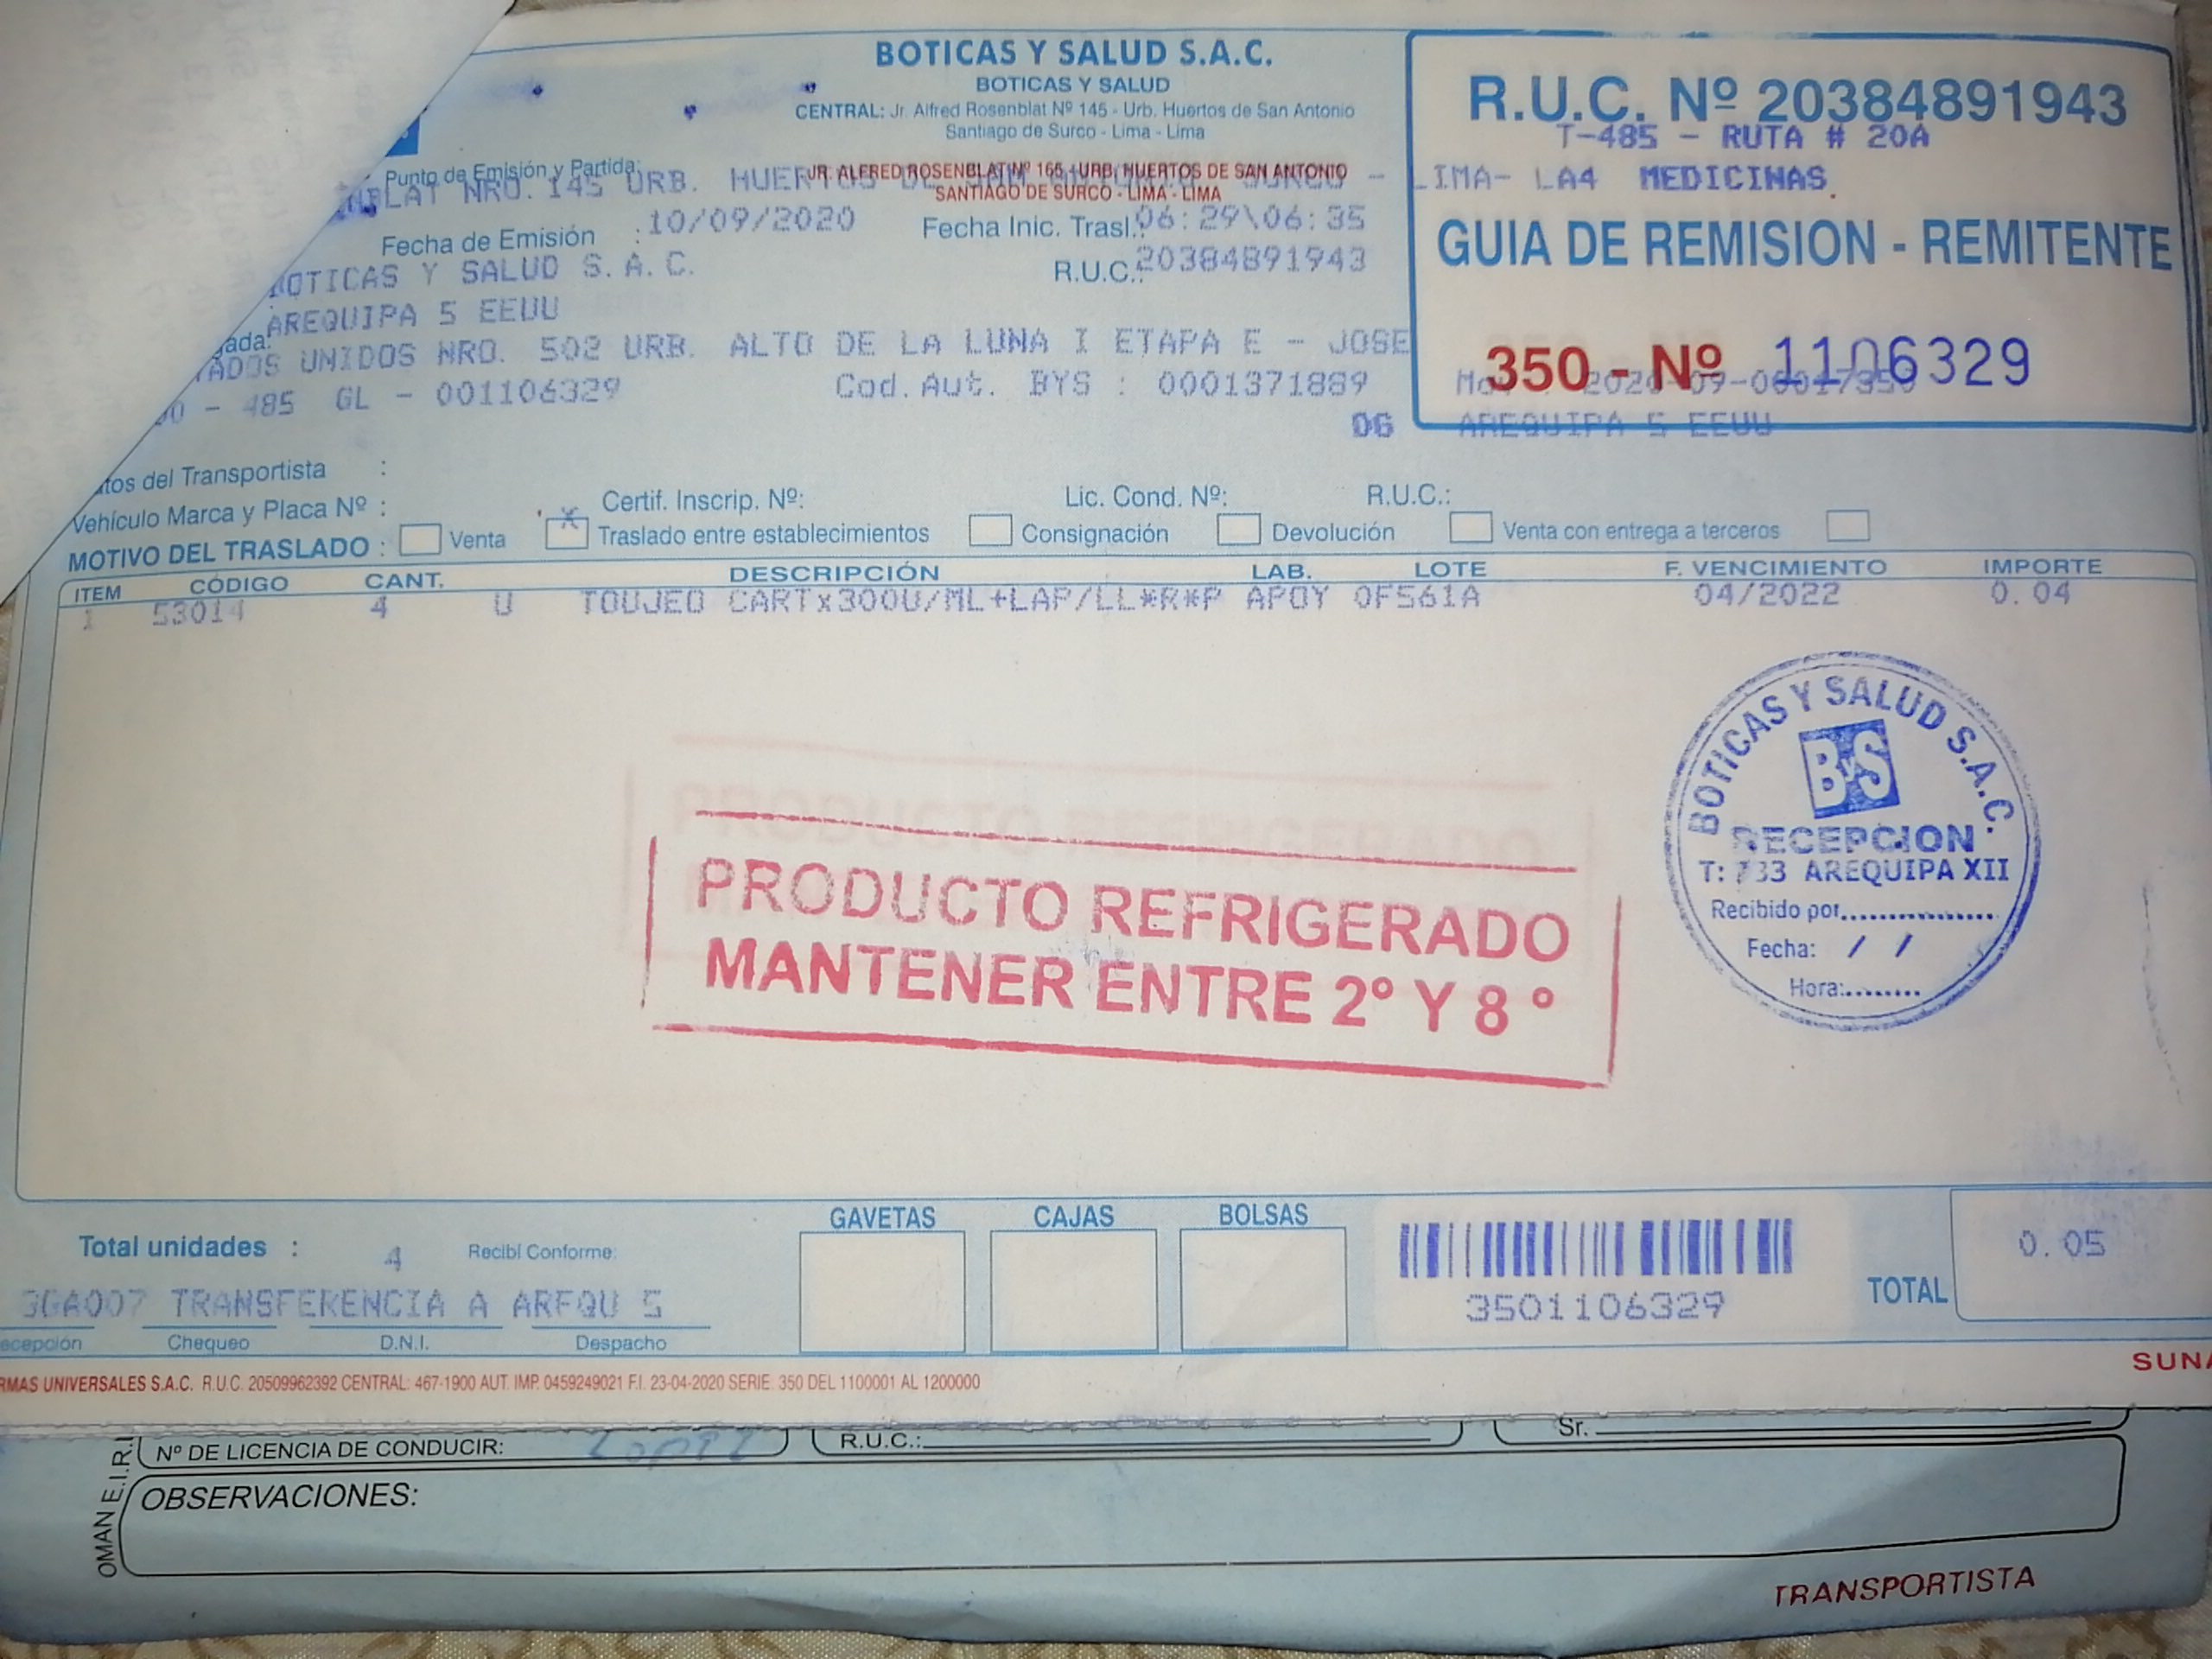 BOTICAS Y SALUD S.A.C.
BOTICAS Y SALUD
CENTRAL: Jr. Alfred Rosenblat Nº 145 - Urb. Huertos de San Antonio
Santiago de Surco - Lima - Lima
R.U.C. Nº 20384891943
T-485 - RUTA # 20A
Punto de Emisión y Partida:
NRO. 145 URB. HUERTOS DE SURCO - LIMA- LA4 MEDICINAS
JR. ALFRED ROSENBLAT Nº 165 - URB. HUERTOS DE SAN ANTONIO
SANTIAGO DE SURCO - LIMA - LIMA
GUIA DE REMISION - REMITENTE
Fecha de Emisión : 10/09/2020 Fecha Inic. Trasl.: 06:29\06:35
BOTICAS Y SALUD S.A.C. R.U.C.: 20384891943
AREQUIPA 5 EEUU
UNIDOS NRO. 502 URB. ALTO DE LA LUNA I ETAPA E - JOSE
350 - Nº 1106329
- 485 GL - 001106329 Cod.Aut. BYS : 0001371889
06 AREQUIPA 5 EEUU
del Transportista :
Vehículo Marca y Placa Nº : Certif. Inscrip. Nº: Lic. Cond. Nº: R.U.C.:
MOTIVO DEL TRASLADO : Venta X Traslado entre establecimientos Consignación Devolución Venta con entrega a terceros
ITEM CÓDIGO CANT. DESCRIPCIÓN LAB. LOTE F. VENCIMIENTO IMPORTE
1 53014 4 U TOUJEO CARTx300U/ML+LAP/LL*R*P APOY 0F561A 04/2022 0.04
BOTICAS Y SALUD S.A.C.
ByS
RECEPCION
T: 733 AREQUIPA XII
Recibido por
Fecha: / /
Hora:
PRODUCTO REFRIGERADO
MANTENER ENTRE 2º Y 8 º
GAVETAS CAJAS BOLSAS
Total unidades : 4 Recibí Conforme:
0.05
TOTAL
3501106329
3GA007 TRANSFERENCIA A AREQU 5
Chequeo D.N.I. Despacho
UNIVERSALES S.A.C. R.U.C. 20509962392 CENTRAL: 467-1900 AUT. IMP. 0459249021 F.I. 23-04-2020 SERIE: 350 DEL 1100001 AL 1200000
Nº DE LICENCIA DE CONDUCIR: R.U.C.: Sr.
OBSERVACIONES:
TRANSPORTISTA